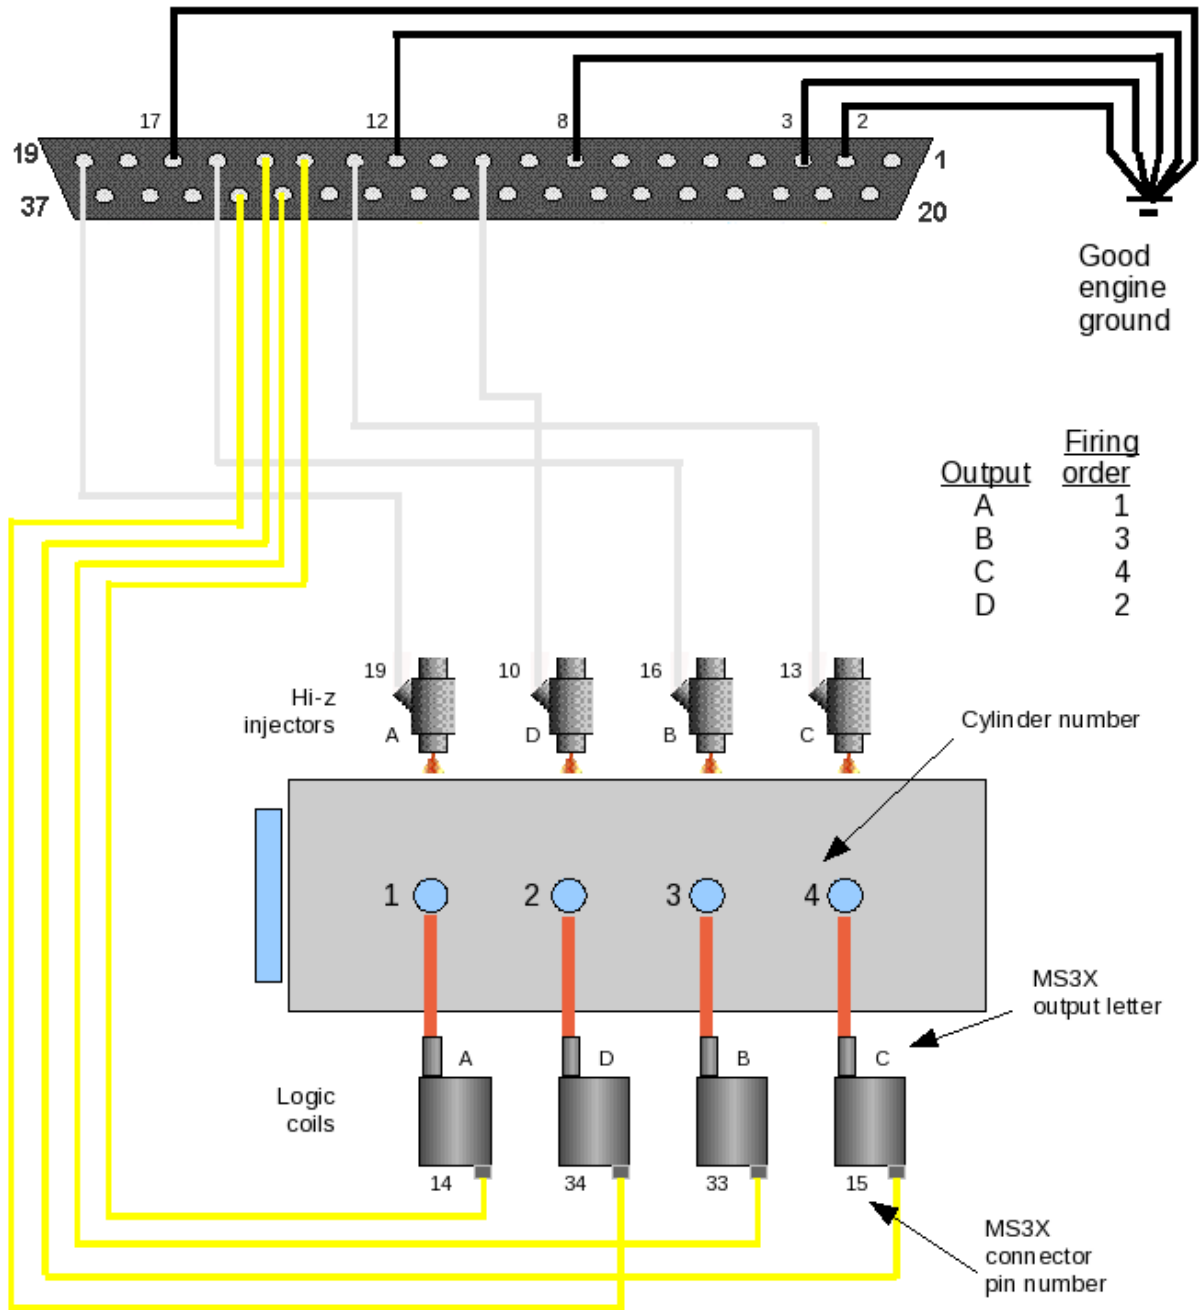 17
12
8
3
2
19
1
37
20
Good
engine
ground
Firing
Output order
A 1
B 3
C 4
D 2
19
10
16
13
Hi-z
injectors
A
D
B
C
Cylinder number
1
2
3
4
MS3X
output letter
A
D
B
C
Logic
coils
14
34
33
15
MS3X
connector
pin number